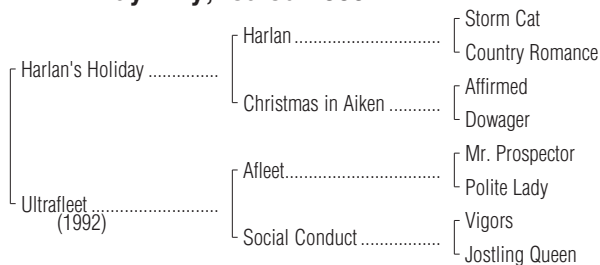 Harlan's Holiday ...............
Ultrafleet ...........................
(1992)
Harlan ...............................
Christmas in Aiken ...........
Afleet.................................
Social Conduct .................
Storm Cat
Country Romance
Affirmed
Dowager
Mr. Prospector
Polite Lady
Vigors
Jostling Queen